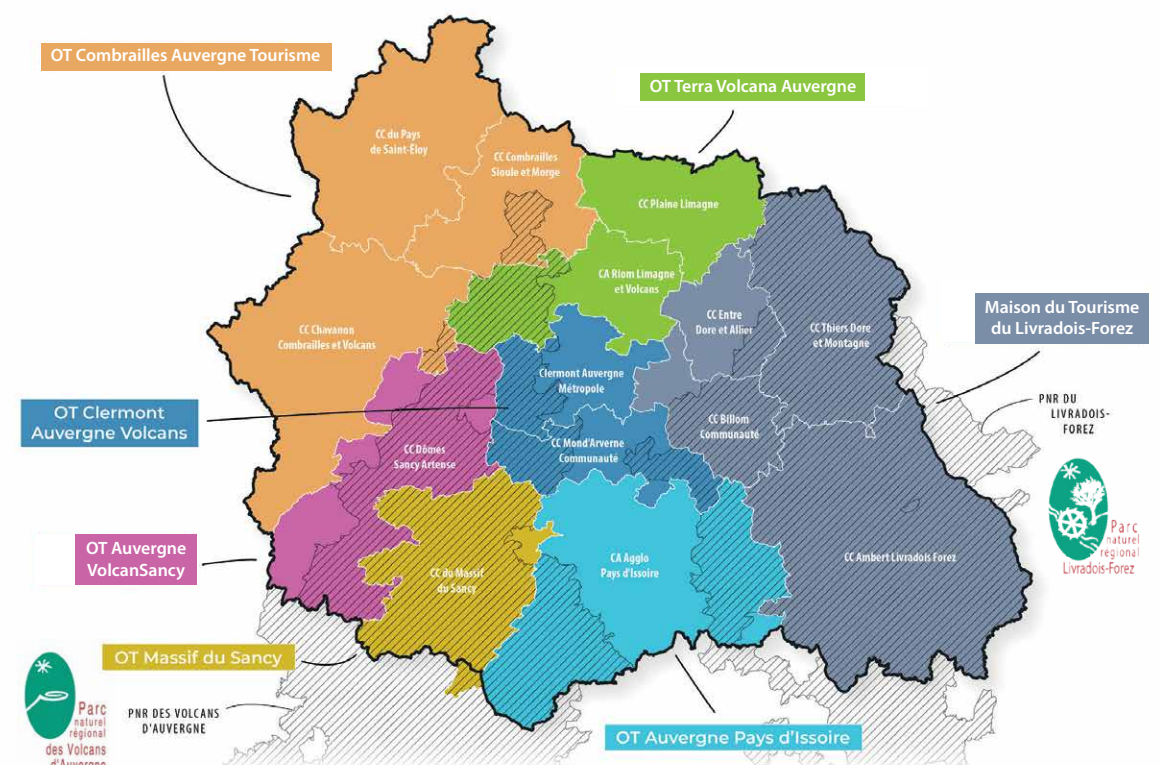 OT Combrailles Auvergne Tourisme
OT Terra Volcana Auvergne
CC du Pays
de Saint-Éloy
CC Combrailles
Sioule et Morge
CC Plaine Limagne
CA Riom Limagne
et Volcans
CC Entre
Dore et Allier
CC Thiers Dore
et Montagne
Maison du Tourisme
du Livradois-Forez
CC Chavanon
Combrailles et Volcans
Clermont Auvergne
Métropole
OT Clermont
Auvergne Volcans
PNR DU
LIVRADOIS-
FOREZ
CC Billom
Communauté
CC Mond'Arverne
Communauté
CC Dômes
Sancy Artense
Parc
naturel
régional
Livradois-Forez
OT Auvergne
VolcanSancy
CC du Massif
du Sancy
CA Agglo
Pays d'Issoire
CC Ambert Livradois Forez
OT Massif du Sancy
Parc
naturel
régional
des Volcans
d'Auvergne
PNR DES VOLCANS
D'AUVERGNE
OT Auvergne Pays d'Issoire